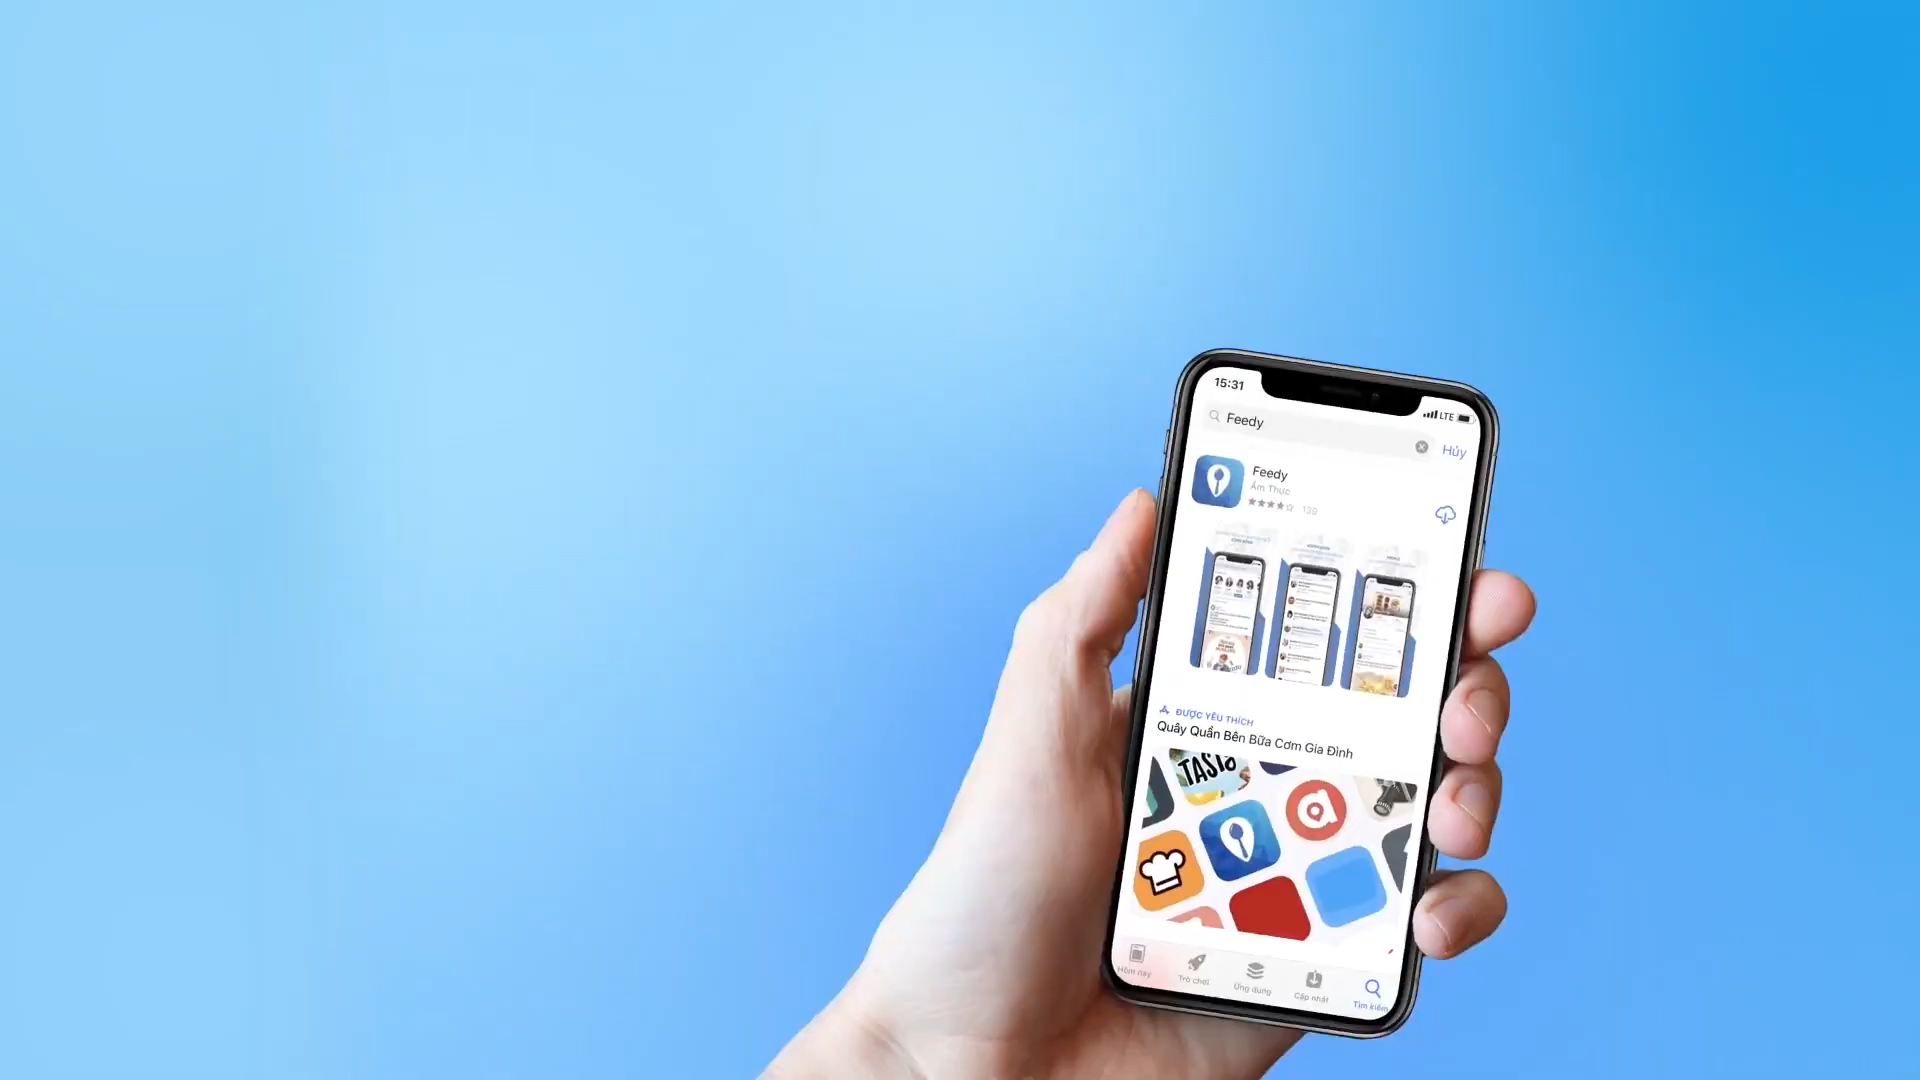 15:31
LTE
Feedy
Hủy
Feedy
Ẩm Thực
139
ĐƯỢC YÊU THÍCH
Quây Quần Bên Bữa Cơm Gia Đình
TASTY
Hôm nay
Trò chơi
Ứng dụng
Cập nhật
Tìm kiếm